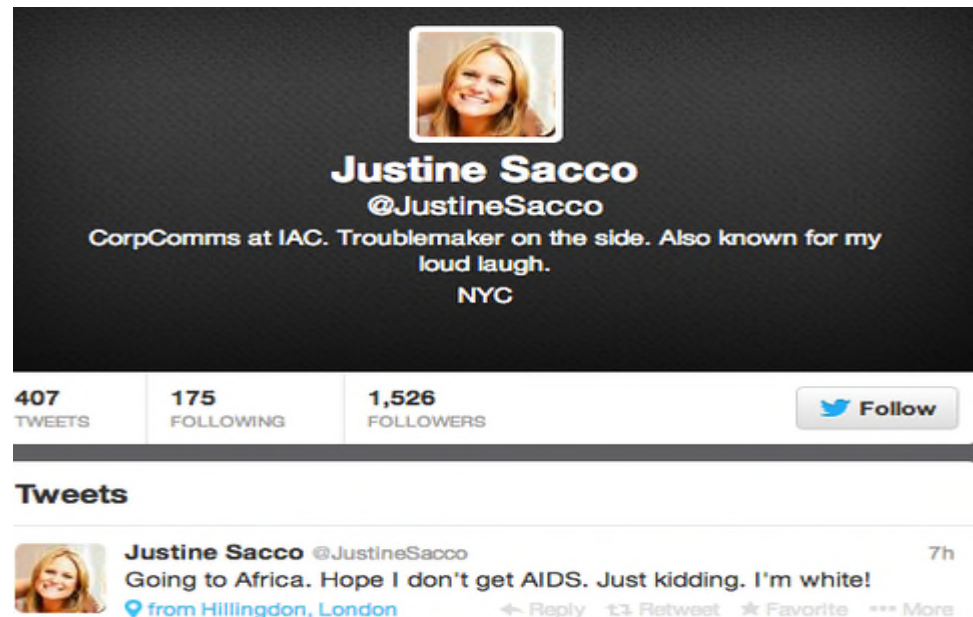 Justine Sacco
@JustineSacco
CorpComms at IAC. Troublemaker on the side. Also known for my
loud laugh.
NYC
407 175 1,526 Follow
TWEETS FOLLOWING FOLLOWERS
Tweets
Justine Sacco @JustineSacco 7h
Going to Africa. Hope I don't get AIDS. Just kidding. I'm white!
from Hillingdon, London Reply Retweet Favorite More